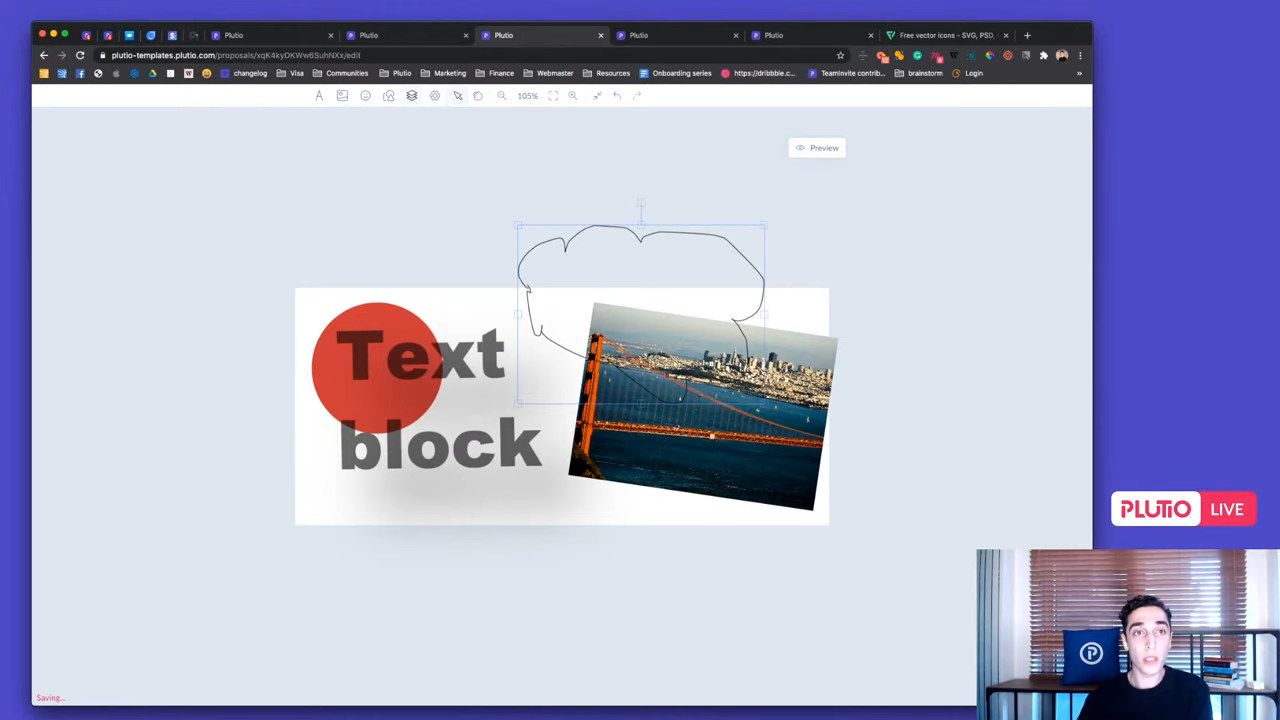 Plutio
Plutio
Plutio
Plutio
Plutio
Free vector icons - SVG, PSD,
plutio-templates.plutio.com/proposals/xqK4kyDKWw6SuhNXx/edit
changelog
Visa
Communities
Plutio
Marketing
Finance
Webmaster
Resources
Onboarding series
https://dribbble.c...
TeamInvite contrib...
brainstorm
Login
105%
Preview
Text
block
PLUTIO LIVE
Saving...